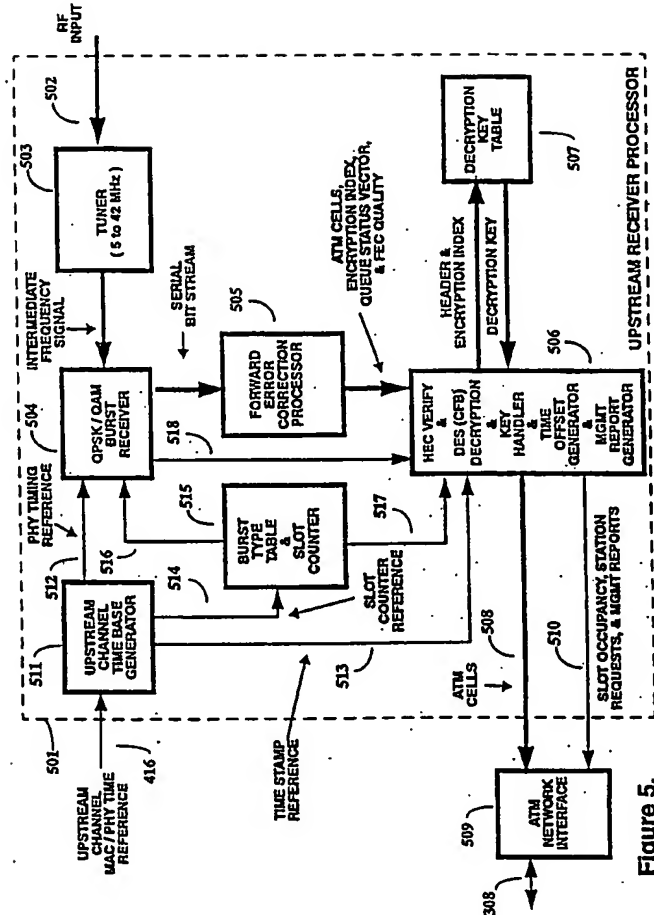 RF
INPUT
502
503
TUNER
( 5 to 42 MHz )
INTERMEDIATE
FREQUENCY
SIGNAL
504
QPSK / QAM
BURST
RECEIVER
PHY TIMING
REFERENCE
512
511
UPSTREAM
CHANNEL
TIME BASE
GENERATOR
501
416
UPSTREAM
CHANNEL
MAC / PHY TIME
REFERENCE
SERIAL
BIT STREAM
505
FORWARD
ERROR
CORRECTION
PROCESSOR
518
515
516
BURST
TYPE
TABLE
&
SLOT
COUNTER
514
SLOT
COUNTER
REFERENCE
517
513
TIME STAMP
REFERENCE
ATM CELLS,
ENCRYPTION INDEX,
QUEUE STATUS VECTOR,
& FEC QUALITY
DECRYPTION
KEY
TABLE
507
HEADER &
ENCRYPTION INDEX
DECRYPTION KEY
506
HEC VERIFY
&
DES (CFB)
DECRYPTION
&
KEY
HANDLER
&
TIME
OFFSET
GENERATOR
&
MGMT
REPORT
GENERATOR
UPSTREAM RECEIVER PROCESSOR
508
ATM
CELLS
510
SLOT OCCUPANCY, STATION
REQUESTS, & MGMT REPORTS
509
ATM
NETWORK
INTERFACE
308
Figure 5.